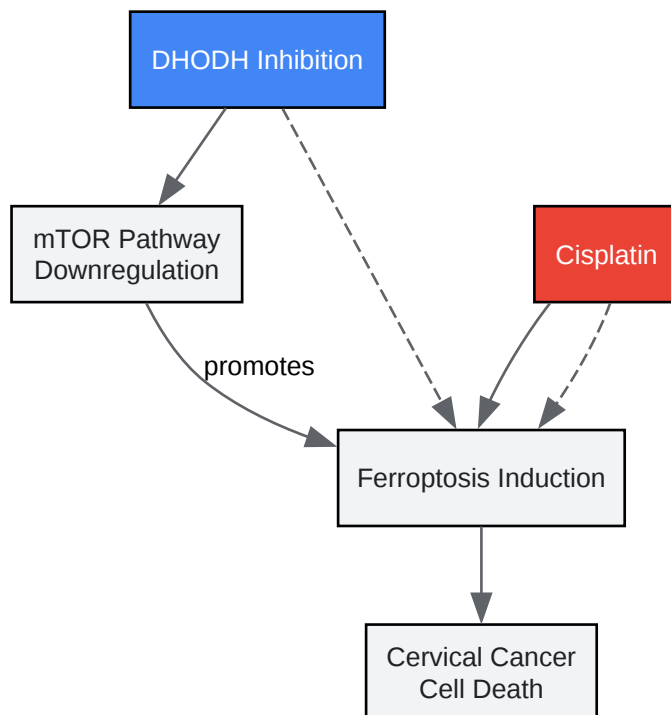 DHODH Inhibition
mTOR Pathway
Downregulation
Cisplatin
promotes
Ferroptosis Induction
Cervical Cancer
Cell Death